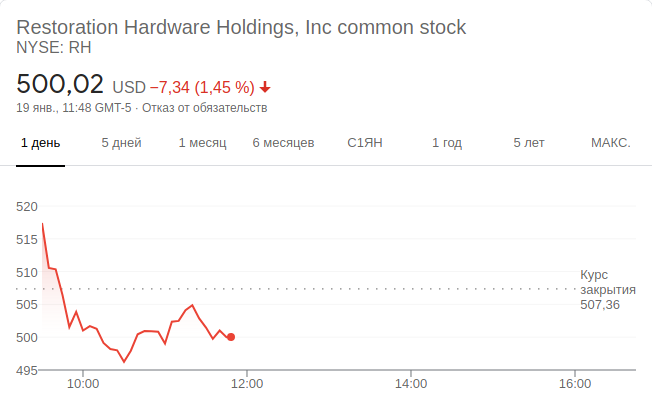 Restoration Hardware Holdings, Inc common stock
NYSE: RH
500,02 USD −7,34 (1,45 %)
19 янв., 11:48 GMT-5 · Отказ от обязательств
1 день 5 дней 1 месяц 6 месяцев С1ЯН 1 год 5 лет МАКС.
520
515
510
505
500
495
Курс
закрытия
507,36
10:00 12:00 14:00 16:00